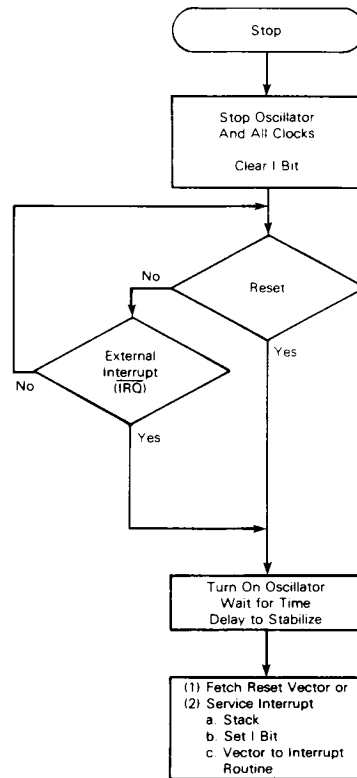 Stop
Stop Oscillator
And All Clocks
Clear I Bit
No
Reset
External
Interrupt
(IRQ)
No
Yes
Yes
Turn On Oscillator
Wait for Time
Delay to Stabilize
(1) Fetch Reset Vector or
(2) Service Interrupt
a. Stack
b. Set I Bit
c. Vector to Interrupt
Routine